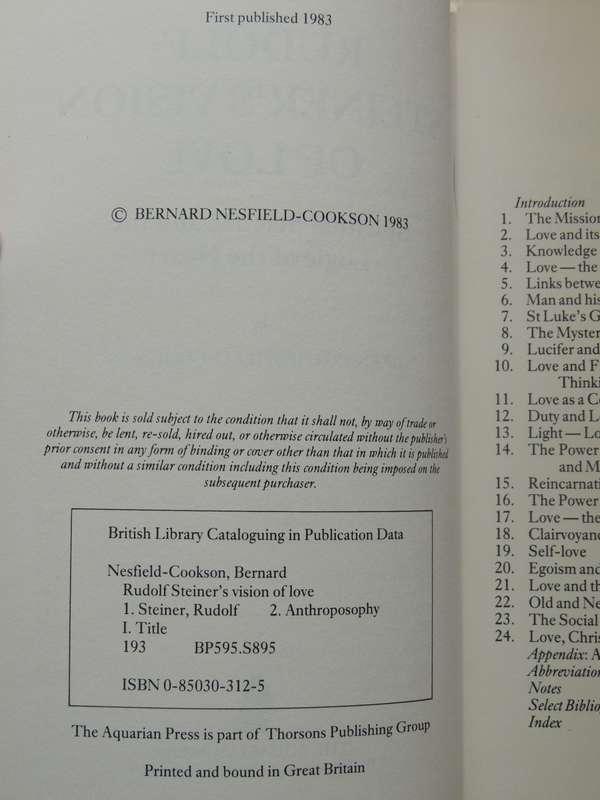 First published 1983
© BERNARD NESFIELD-COOKSON 1983
This book is sold subject to the condition that it shall not, by way of trade or
otherwise, be lent, re-sold, hired out, or otherwise circulated without the publisher's
prior consent in any form of binding or cover other than that in which it is published
and without a similar condition including this condition being imposed on the
subsequent purchaser.
British Library Cataloguing in Publication Data
Nesfield-Cookson, Bernard
Rudolf Steiner's vision of love
1. Steiner, Rudolf 2. Anthroposophy
I. Title
193 BP595.S895
ISBN 0-85030-312-5
The Aquarian Press is part of Thorsons Publishing Group
Printed and bound in Great Britain
Introduction
1. The Mission
2. Love and its
3. Knowledge
4. Love — the
5. Links betwe
6. Man and his
7. St Luke's G
8. The Myster
9. Lucifer and
10. Love and F
Thinki
11. Love as a C
12. Duty and L
13. Light — Lo
14. The Power
and M
15. Reincarnati
16. The Power
17. Love — the
18. Clairvoyanc
19. Self-love
20. Egoism and
21. Love and th
22. Old and Ne
23. The Social
24. Love, Chris
Appendix: A
Abbreviation
Notes
Select Biblio
Index